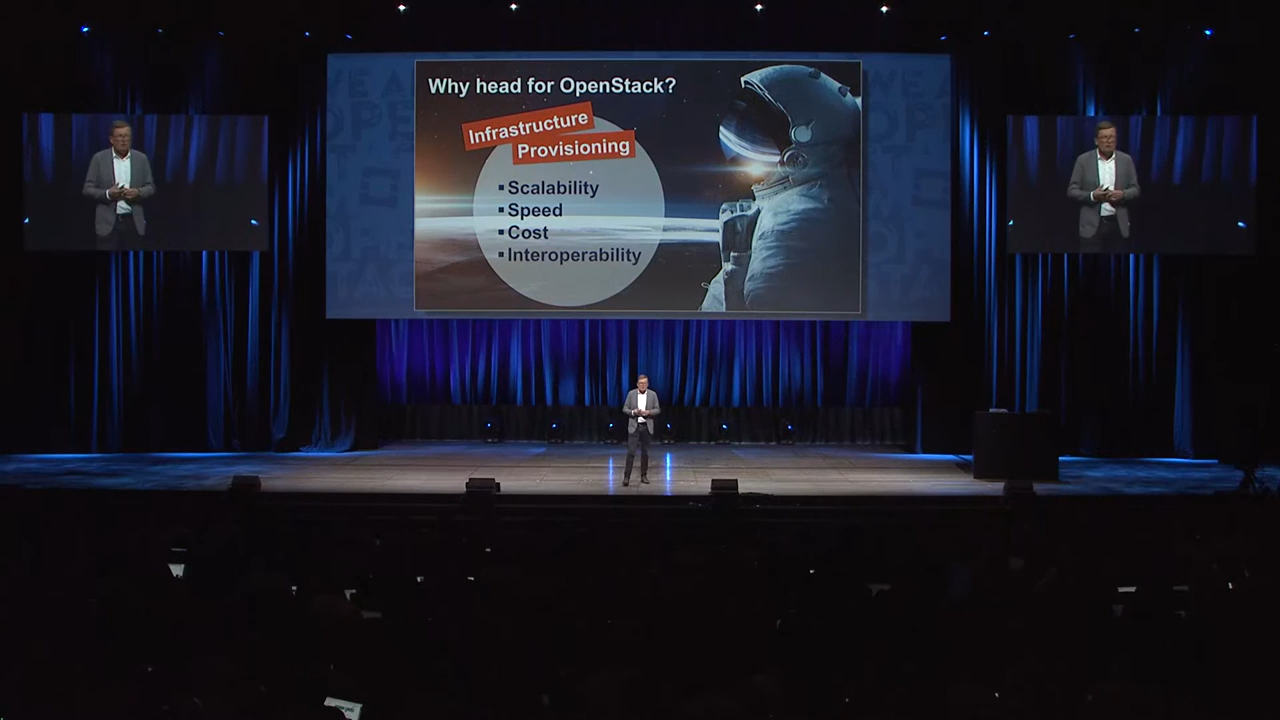 Why head for OpenStack?
Infrastructure
Provisioning
▪ Scalability
▪ Speed
▪ Cost
▪ Interoperability